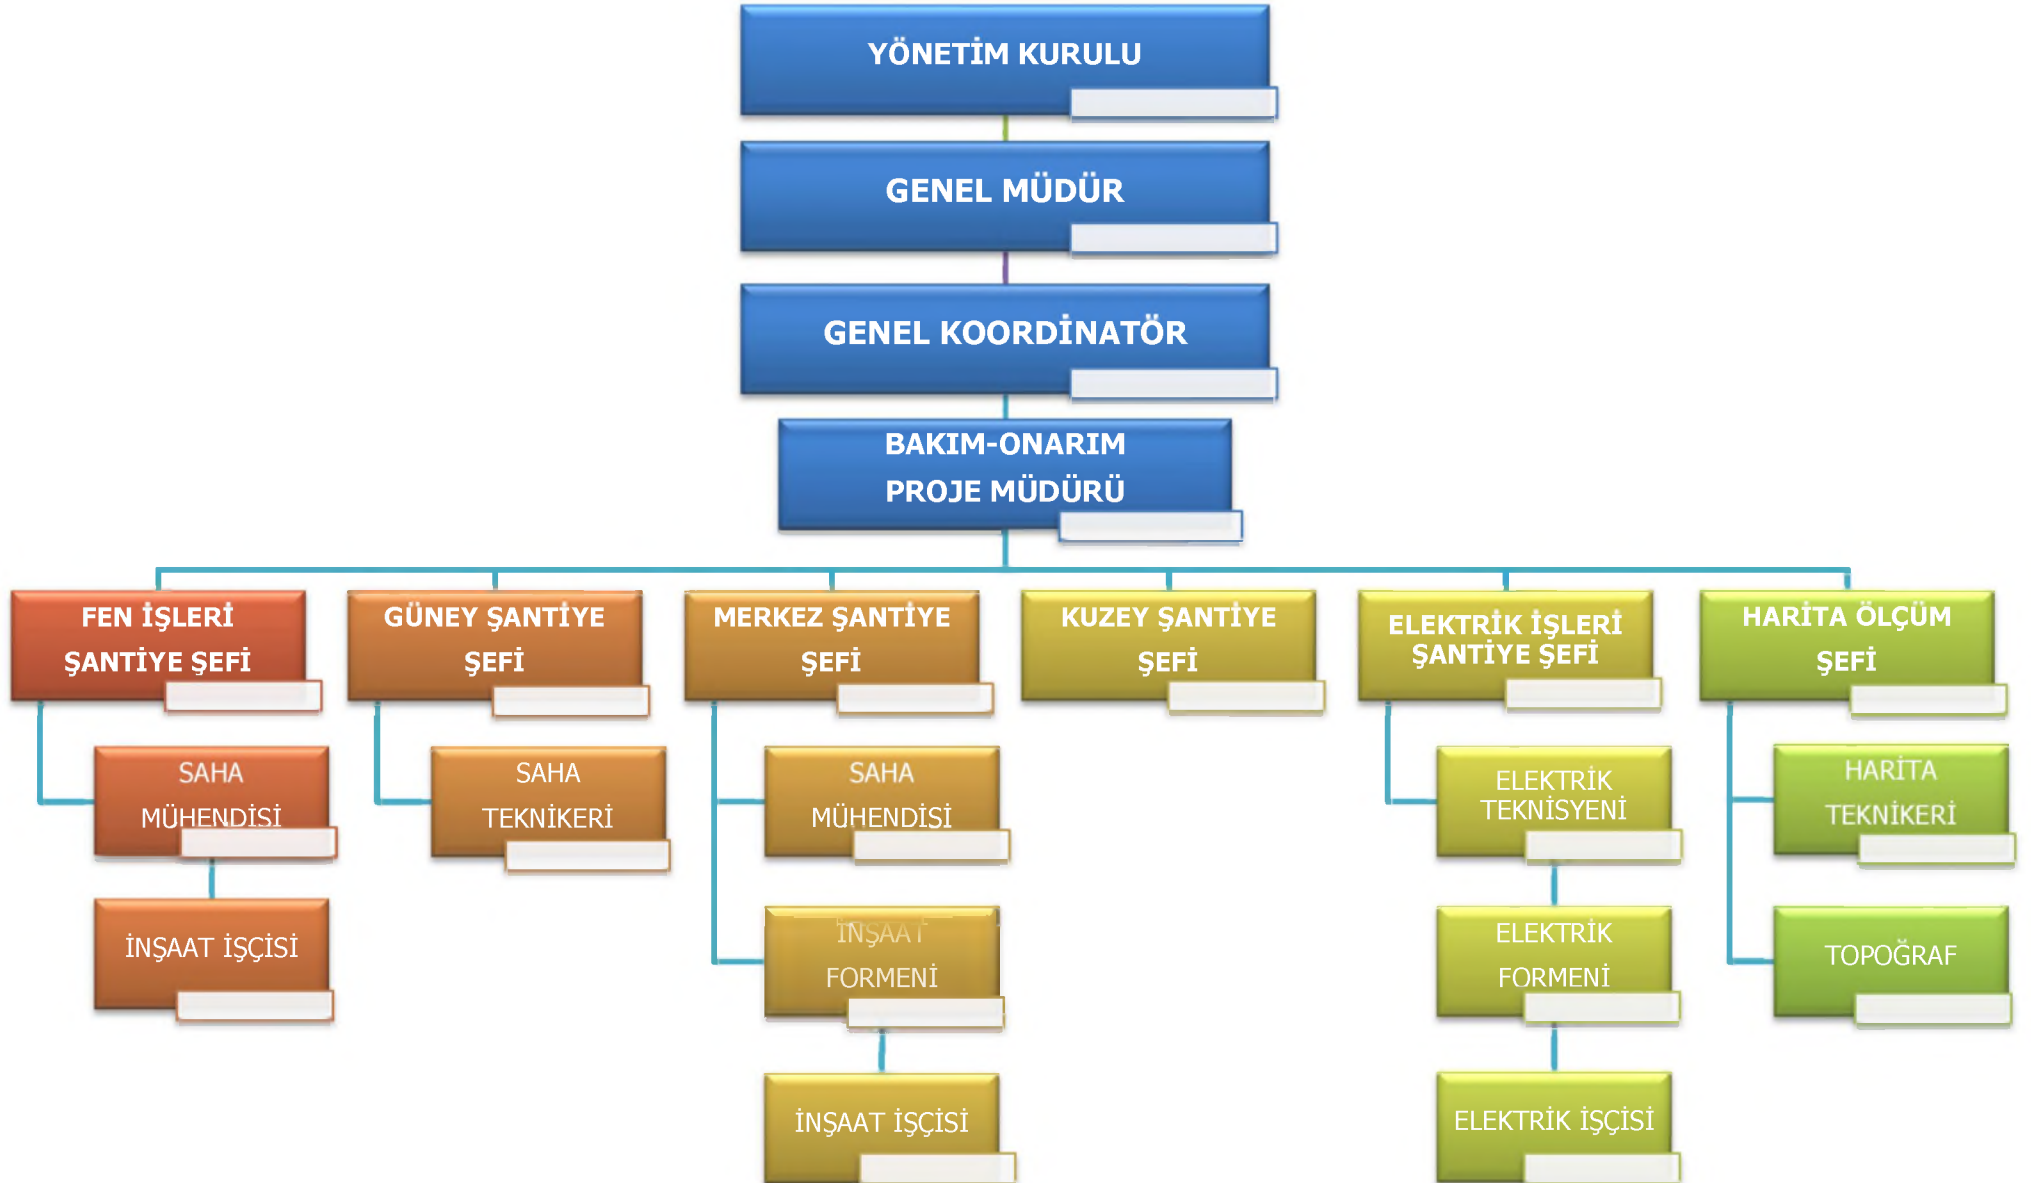 YÖNETİM KURULU
GENEL MÜDÜR
GENEL KOORDİNATÖR
BAKIM-ONARIM
PROJE MÜDÜRÜ
FEN İŞLERİ
ŞANTİYE ŞEFİ
GÜNEY ŞANTİYE
ŞEFİ
MERKEZ ŞANTİYE
ŞEFİ
KUZEY ŞANTİYE
ŞEFİ
ELEKTRİK İŞLERİ
ŞANTİYE ŞEFİ
HARİTA ÖLÇÜM
ŞEFİ
SAHA
MÜHENDİSİ
İNŞAAT İŞÇİSİ
SAHA
TEKNİKERİ
SAHA
MÜHENDİSİ
İNŞAAT
FORMENİ
İNŞAAT İŞÇİSİ
ELEKTRİK
TEKNİSYENİ
ELEKTRİK
FORMENİ
ELEKTRİK İŞÇİSİ
HARİTA
TEKNİKERİ
TOPOĞRAF